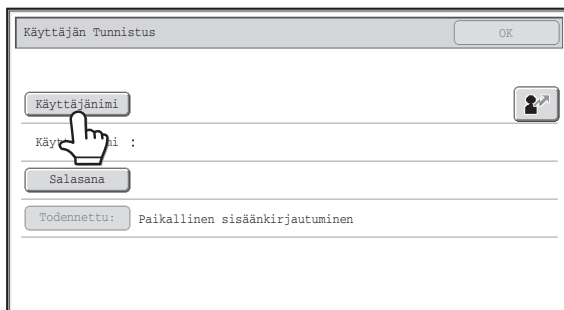 Käyttäjän Tunnistus
OK
Käyttäjänimi
:
Salasana
Todennettu: Paikallinen sisäänkirjautuminen